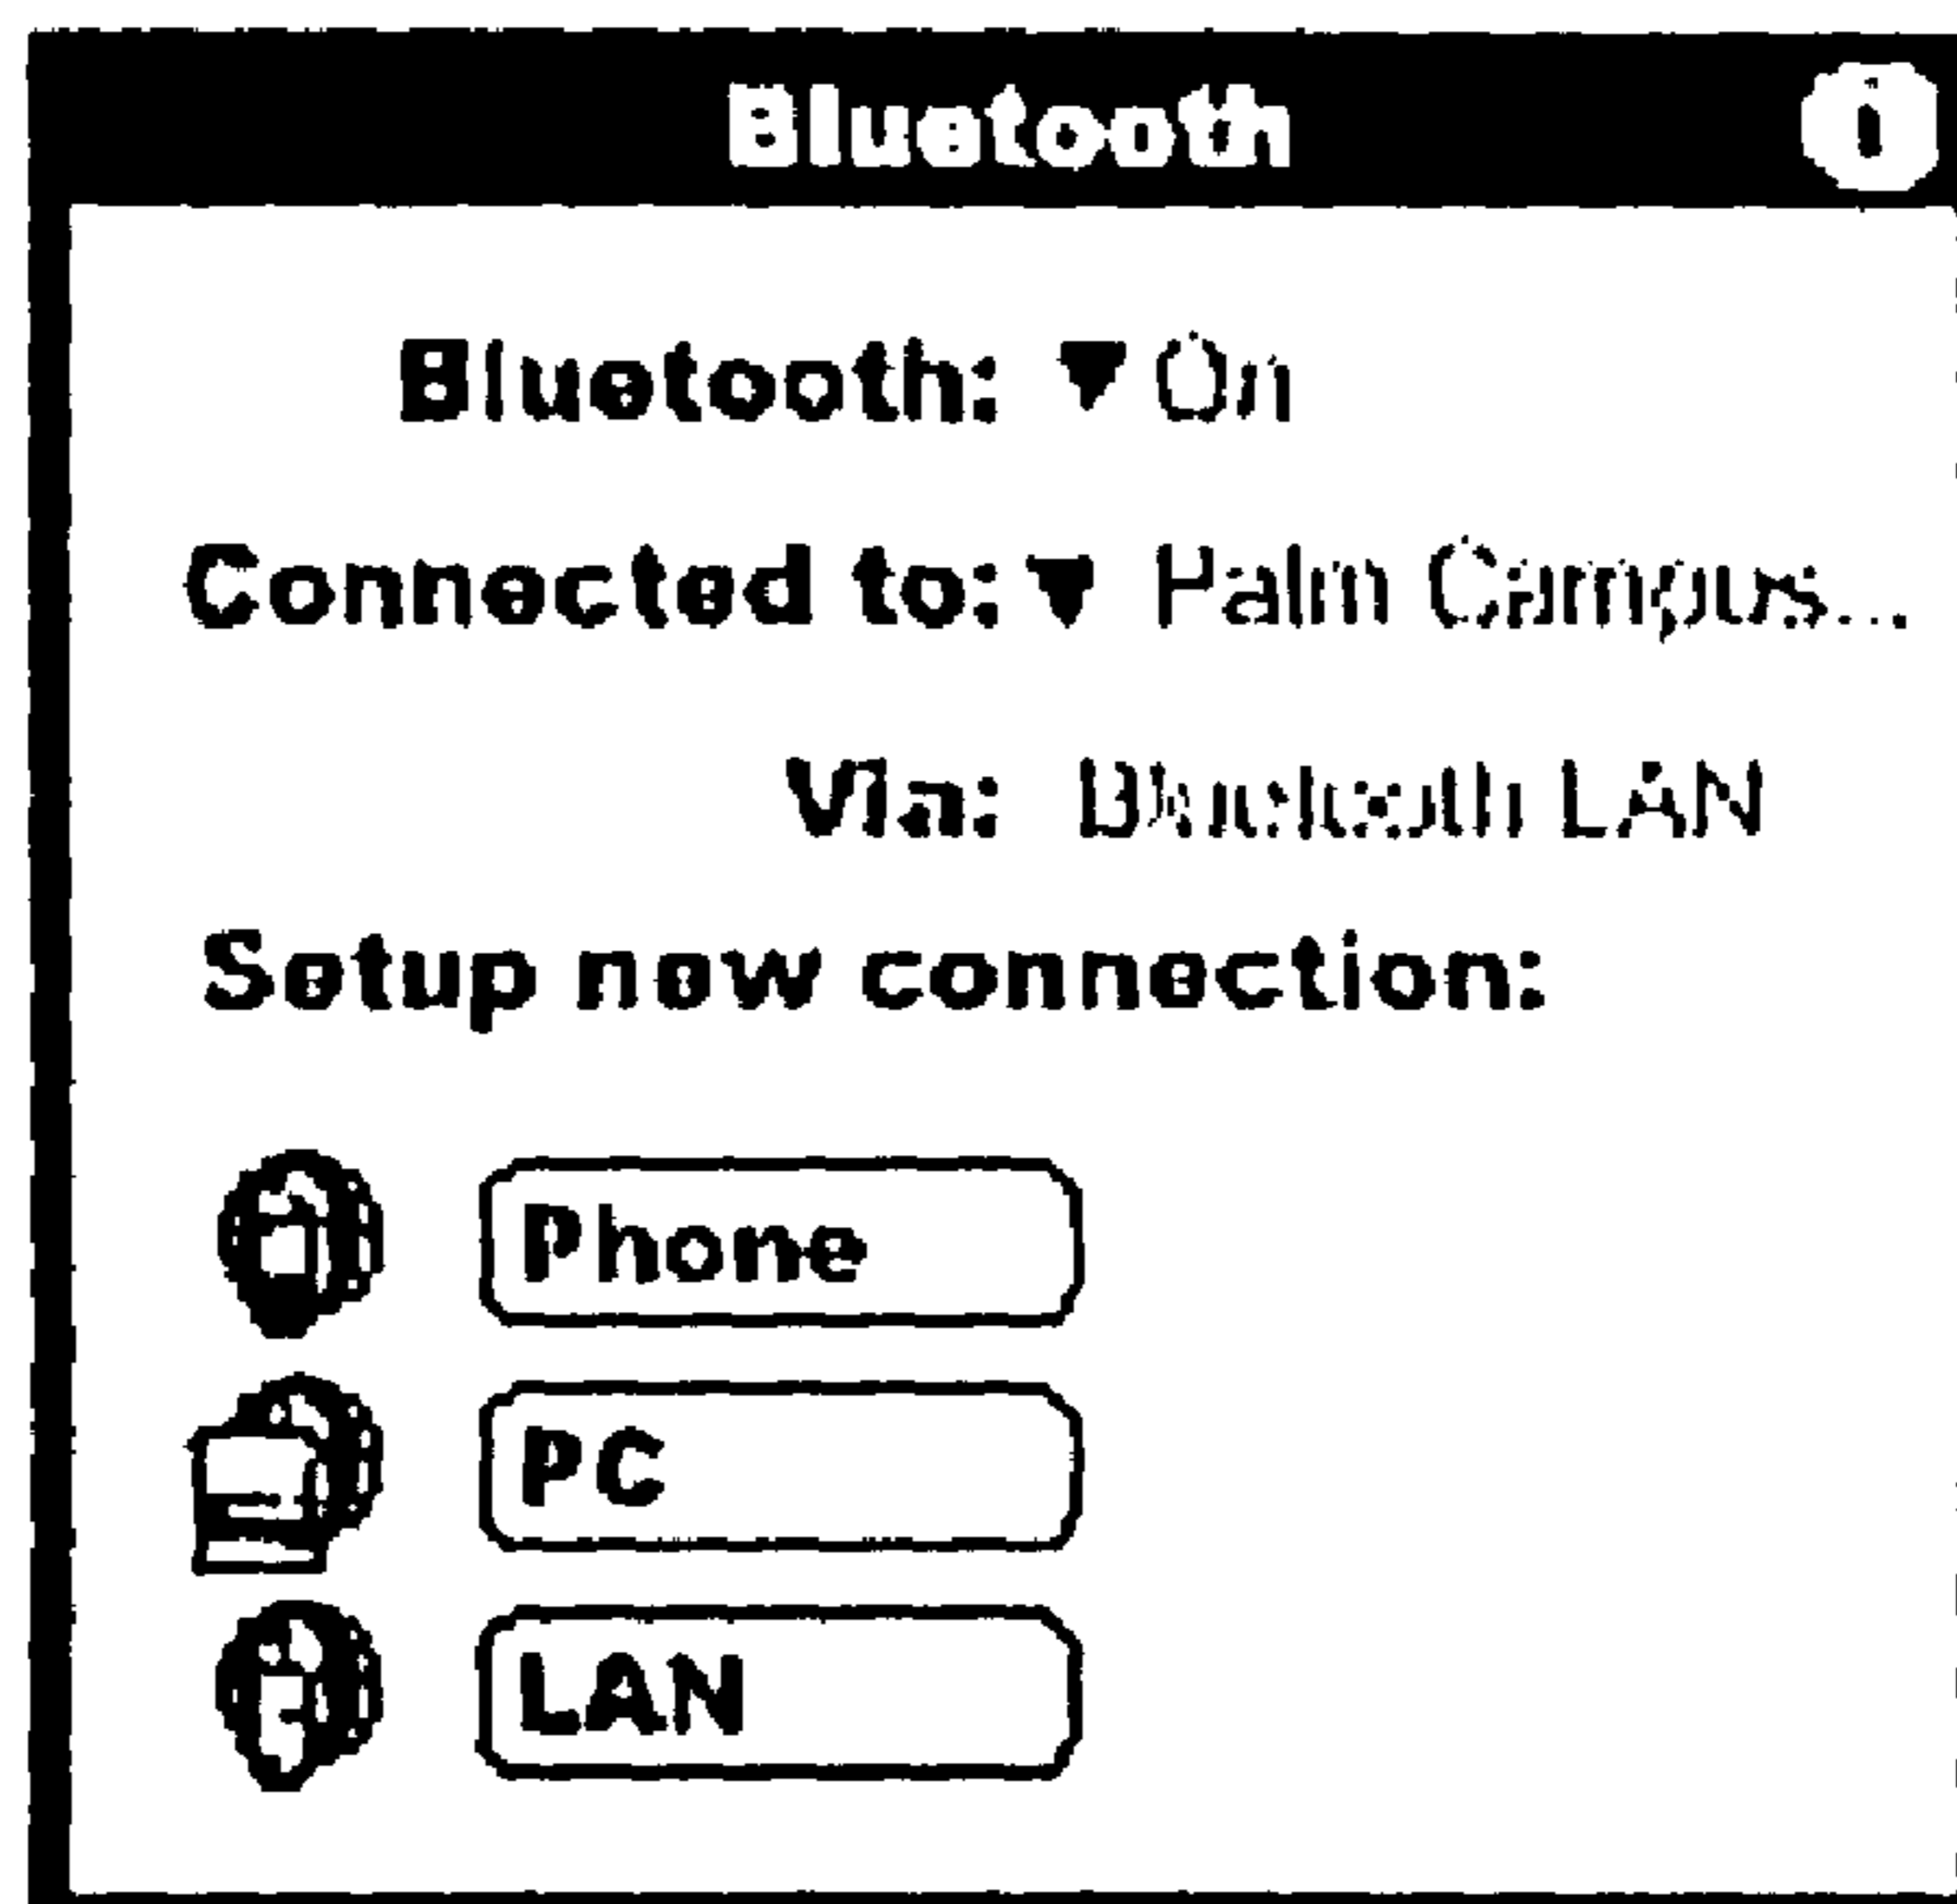 Bluetooth i
Bluetooth: ▼ On
Connected to: ▼ Palm Campus...
Via: Bluetooth LAN
Setup new connection:
Phone
PC
LAN